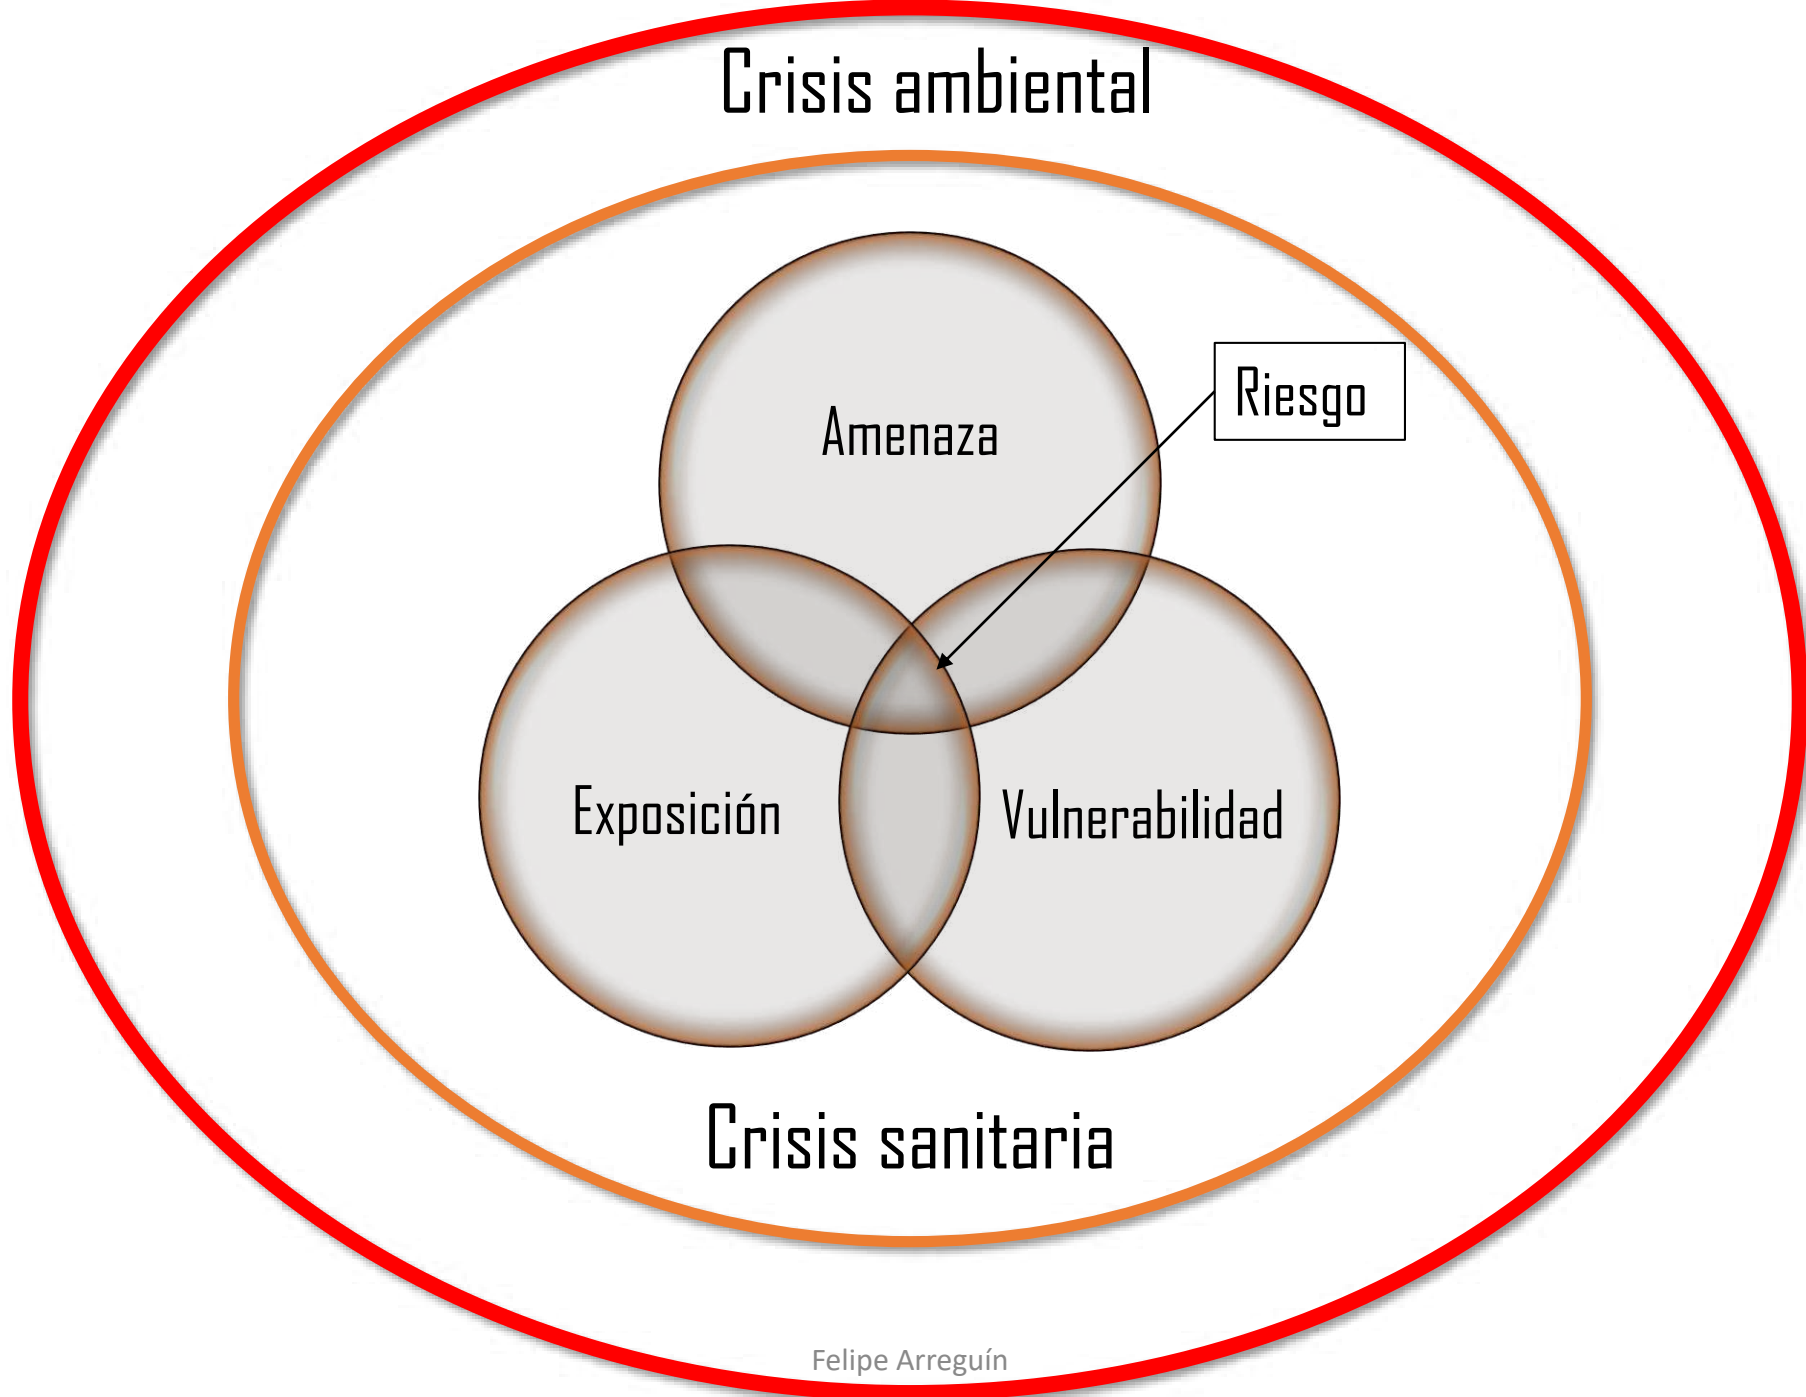 Crisis ambiental
Riesgo
Amenaza
Exposición
Vulnerabilidad
Crisis sanitaria
Felipe Arreguín